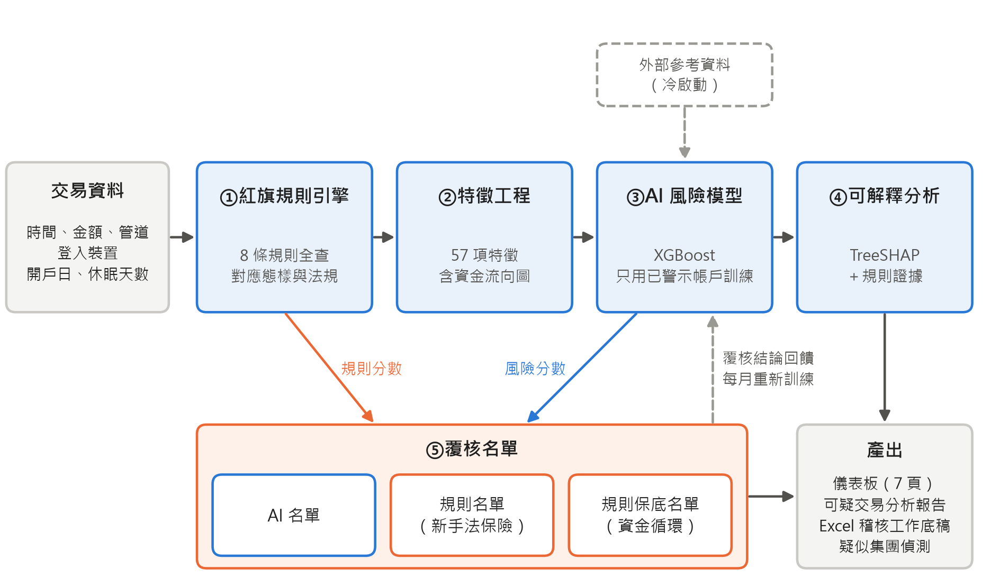 外部參考資料
(冷啟動)
交易資料
時間、金額、管道
登入裝置
開戶日、休眠天數
①紅旗規則引擎
8 條規則全查
對應態樣與法規
②特徵工程
57 項特徵
含資金流向圖
③AI 風險模型
XGBoost
只用已警示帳戶訓練
④可解釋分析
TreeSHAP
+ 規則證據
規則分數
風險分數
覆核結論回饋
每月重新訓練
⑤覆核名單
AI 名單
規則名單
(新手法保險)
規則保底名單
(資金循環)
產出
儀表板(7 頁)
可疑交易分析報告
Excel 稽核工作底稿
疑似集團偵測